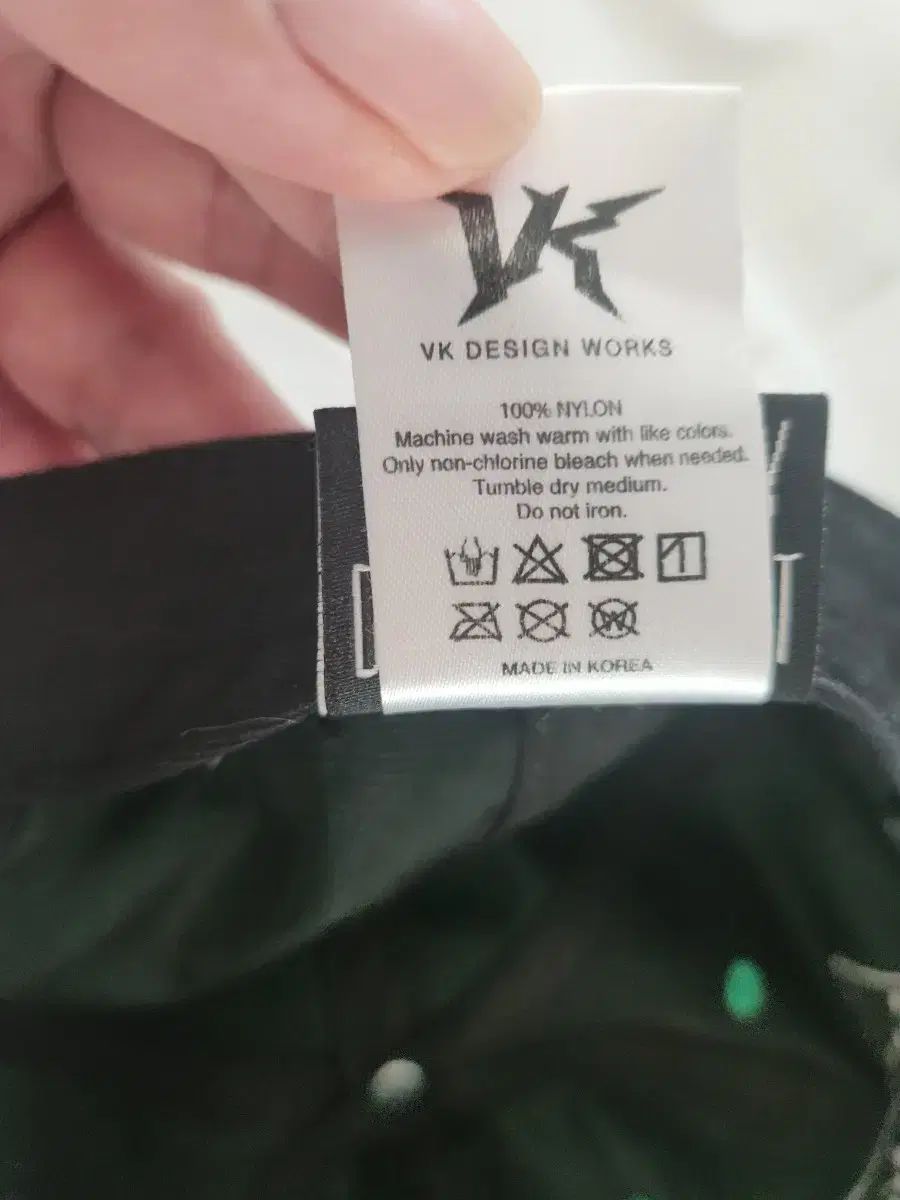 VK
VK DESIGN WORKS
100% NYLON
Machine wash warm with like colors.
Only non-chlorine bleach when needed.
Tumble dry medium.
Do not iron.
W
MADE IN KOREA